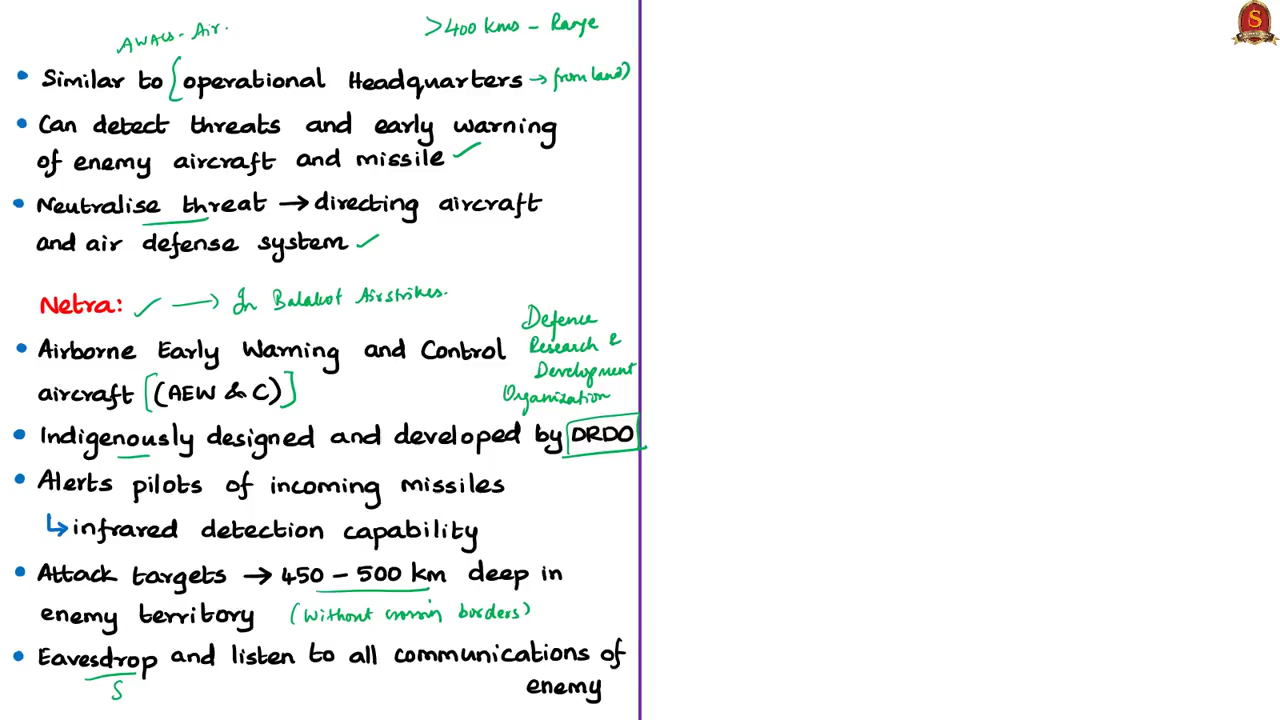 AWACS - Air.
>400 kms - Range
• Similar to operational Headquarters → from land)
• Can detect threats and early warning
of enemy aircraft and missile
• Neutralise threat → directing aircraft
and air defense system
Netra: → In Balakot Airstrikes.
Defence
Research &
Development
Organization
• Airborne Early Warning and Control
aircraft [(AEW & C)]
• Indigenously designed and developed by DRDO
• Alerts pilots of incoming missiles
↳ infrared detection capability
• Attack targets → 450 - 500 km deep in
enemy territory (without crossin borders)
• Eavesdrop and listen to all communications of
enemy
S
S